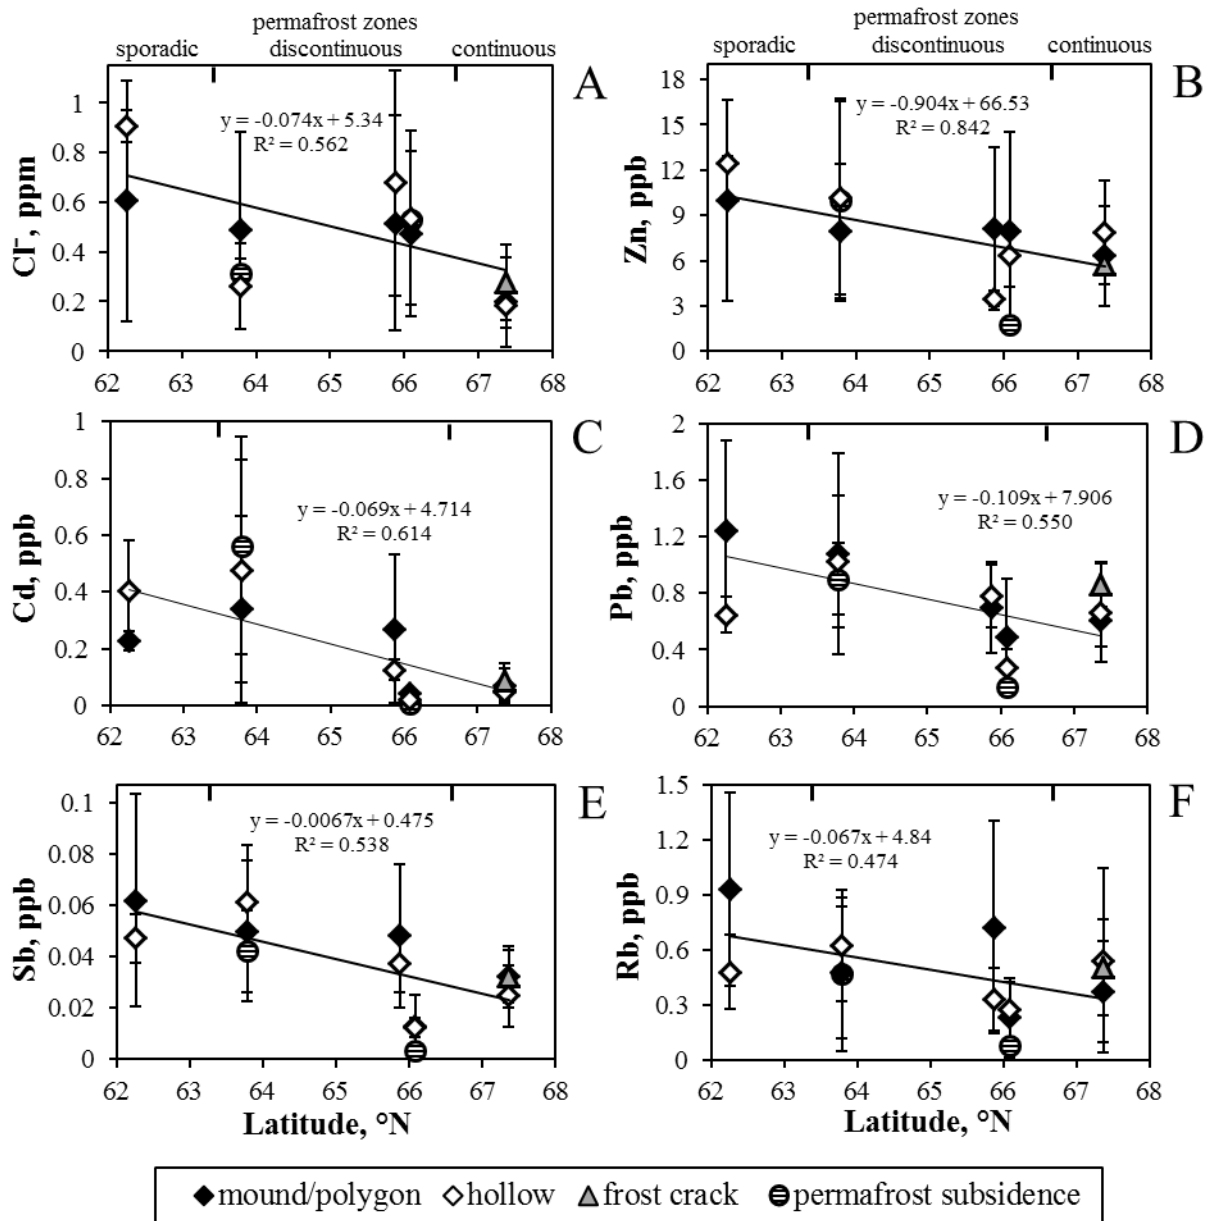 permafrost zones
sporadic discontinuous continuous
A
Cl⁻, ppm
1
0.8
0.6
0.4
0.2
0
y = -0.074x + 5.34
R² = 0.562
62 63 64 65 66 67 68
permafrost zones
sporadic discontinuous continuous
B
Zn, ppb
18
15
12
9
6
3
0
y = -0.904x + 66.53
R² = 0.842
62 63 64 65 66 67 68
C
Cd, ppb
1
0.8
0.6
0.4
0.2
0
y = -0.069x + 4.714
R² = 0.614
62 63 64 65 66 67 68
D
Pb, ppb
2
1.6
1.2
0.8
0.4
0
y = -0.109x + 7.906
R² = 0.550
62 63 64 65 66 67 68
E
Sb, ppb
0.1
0.08
0.06
0.04
0.02
0
y = -0.0067x + 0.475
R² = 0.538
62 63 64 65 66 67 68
Latitude, °N
F
Rb, ppb
1.5
1.2
0.9
0.6
0.3
0
y = -0.067x + 4.84
R² = 0.474
62 63 64 65 66 67 68
Latitude, °N
mound/polygon hollow frost crack permafrost subsidence